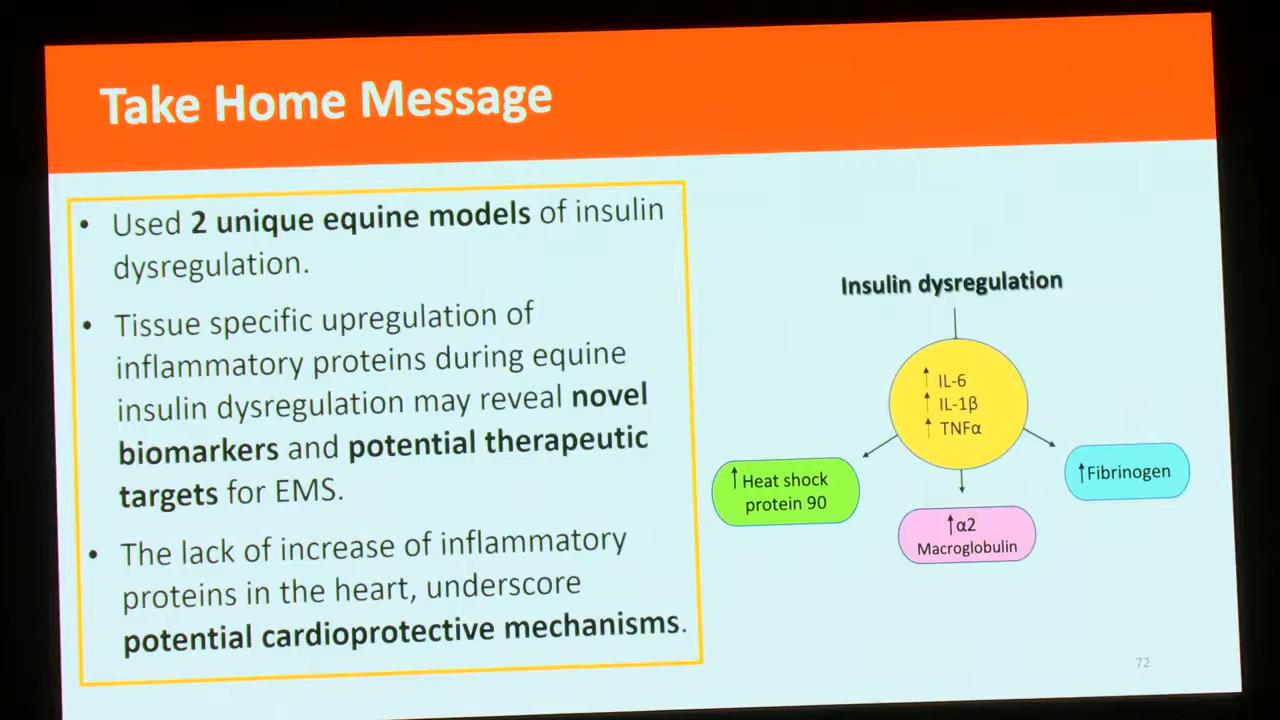 Take Home Message
• Used 2 unique equine models of insulin
dysregulation.
• Tissue specific upregulation of
inflammatory proteins during equine
insulin dysregulation may reveal novel
biomarkers and potential therapeutic
targets for EMS.
• The lack of increase of inflammatory
proteins in the heart, underscore
potential cardioprotective mechanisms.
Insulin dysregulation
↑ IL-6
↑ IL-1β
↑ TNFα
↑ Heat shock
protein 90
↑ α2
Macroglobulin
↑Fibrinogen
72